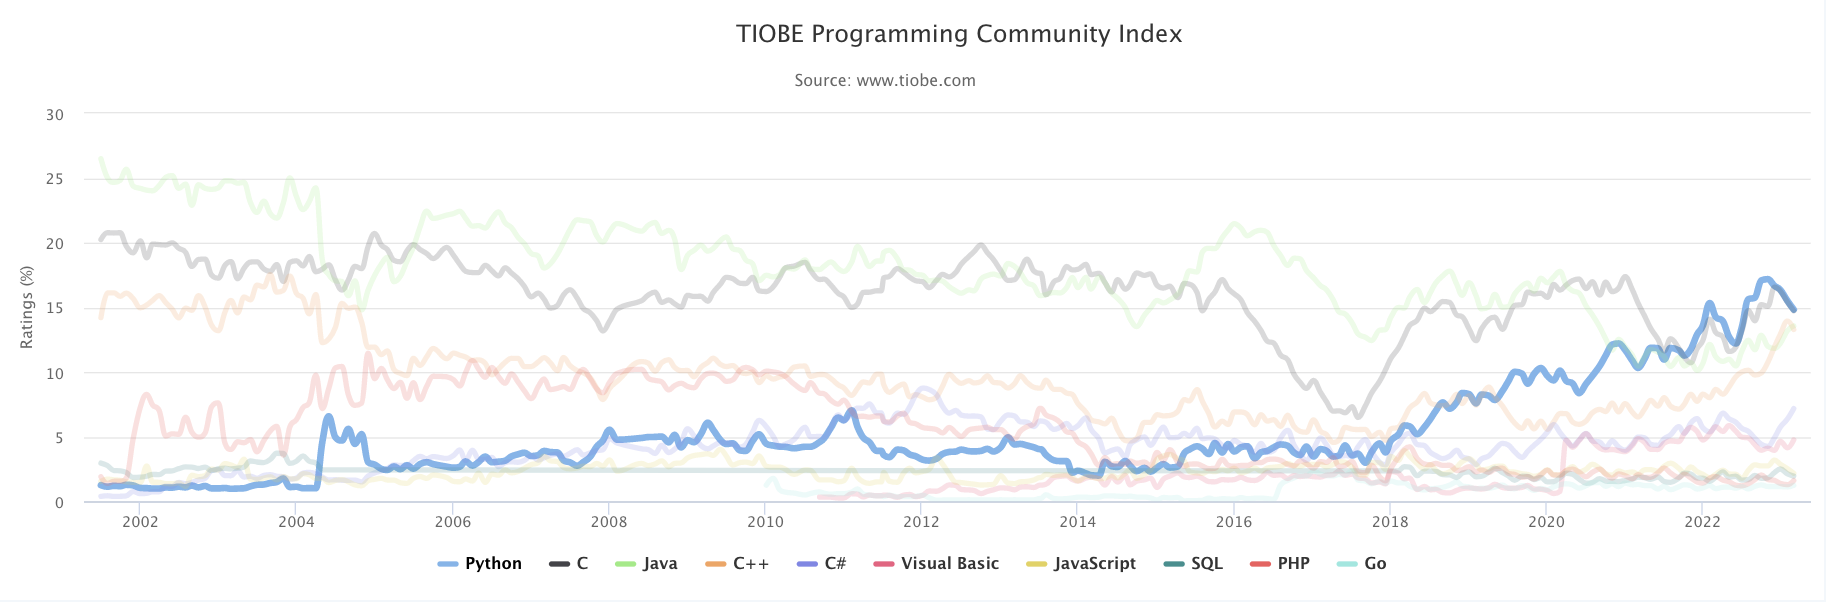 TIOBE Programming Community Index
Source: www.tiobe.com
Ratings (%)
30
25
20
15
10
5
0
2002 2004 2006 2008 2010 2012 2014 2016 2018 2020 2022
Python C Java C++ C# Visual Basic JavaScript SQL PHP Go